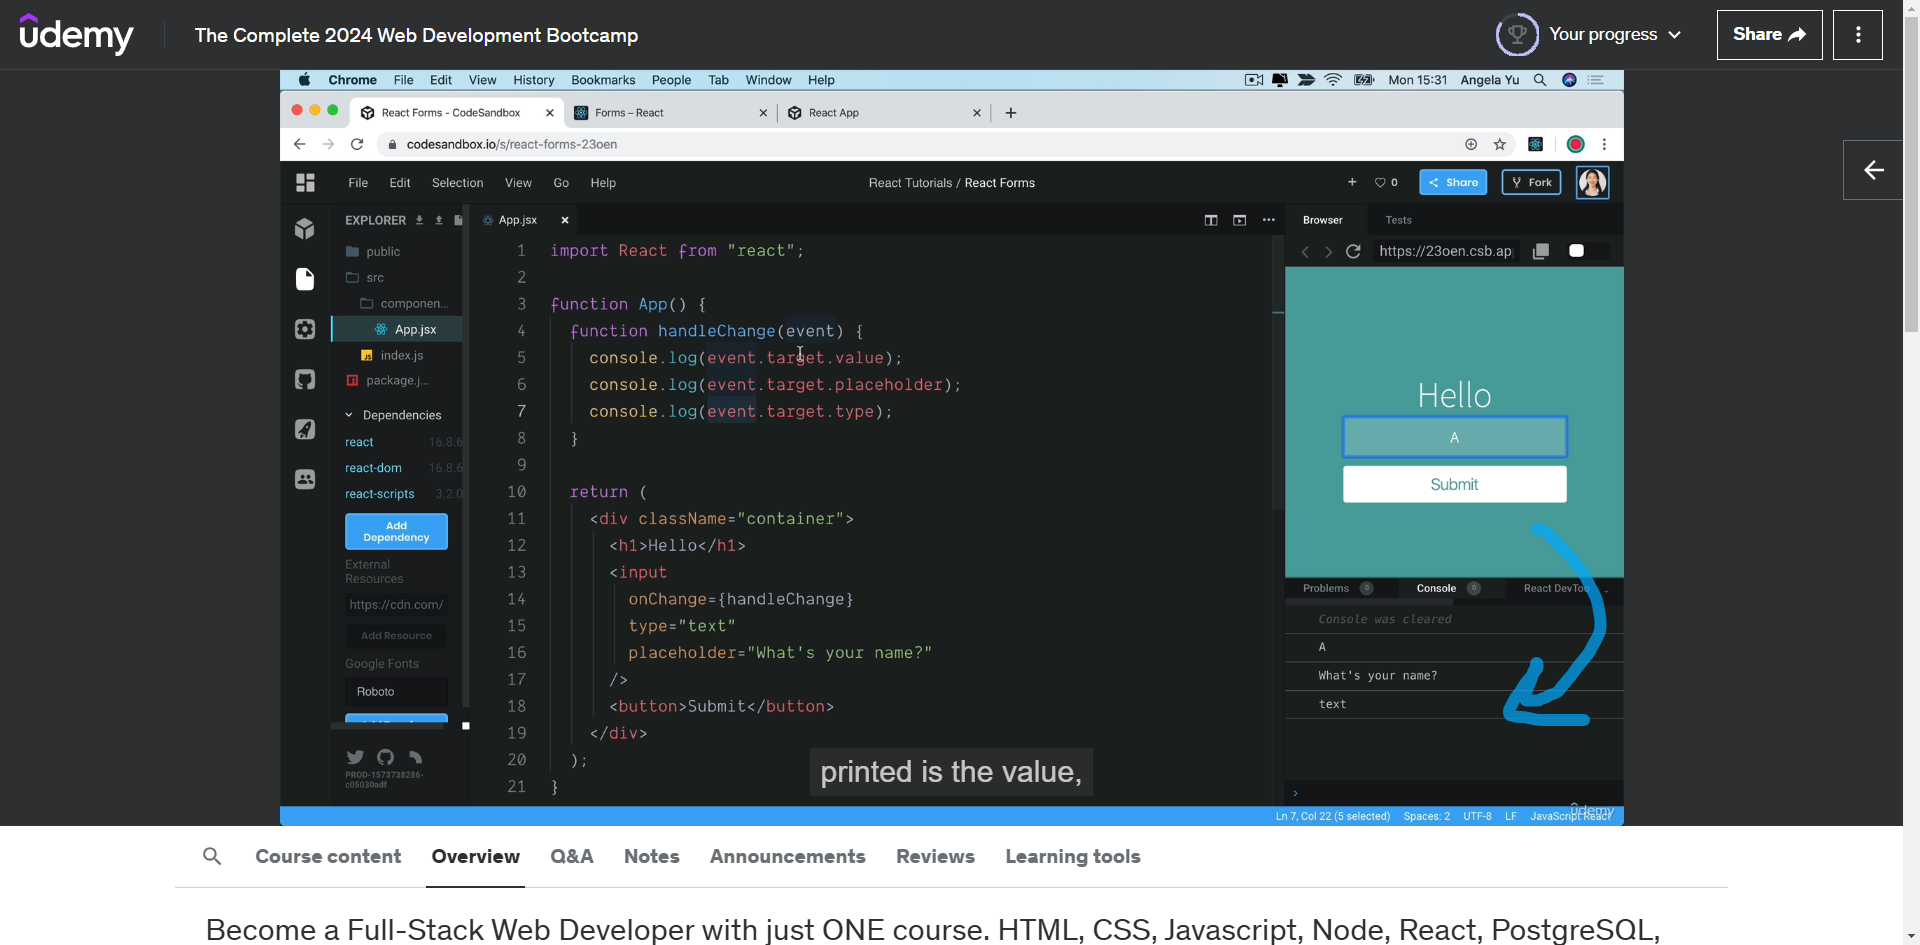 udemy
The Complete 2024 Web Development Bootcamp
Your progress
Share
Chrome File Edit View History Bookmarks People Tab Window Help
Mon 15:31 Angela Yu
React Forms - CodeSandbox
Forms – React
React App
codesandbox.io/s/react-forms-23oen
File Edit Selection View Go Help
React Tutorials / React Forms
0
Share
Fork
EXPLORER
public
src
componen...
App.jsx
index.js
package.j...
Dependencies
react 16.8.6
react-dom 16.8.6
react-scripts 3.2.0
Add Dependency
External Resources
https://cdn.com/
Add Resource
Google Fonts
Roboto
PROD-1573738286-
c05030adf
App.jsx
1 import React from "react";
2
3 function App() {
4 function handleChange(event) {
5 console.log(event.target.value);
6 console.log(event.target.placeholder);
7 console.log(event.target.type);
8 }
9
10 return (
11 <div className="container">
12 <h1>Hello</h1>
13 <input
14 onChange={handleChange}
15 type="text"
16 placeholder="What's your name?"
17 />
18 <button>Submit</button>
19 </div>
20 );
21 }
printed is the value,
Browser Tests
https://23oen.csb.ap
Hello
A
Submit
Problems 0 Console 0 React DevToo
Console was cleared
A
What's your name?
text
udemy
Ln 7, Col 22 (5 selected) Spaces: 2 UTF-8 LF JavaScript React
Course content Overview Q&A Notes Announcements Reviews Learning tools
Become a Full-Stack Web Developer with just ONE course. HTML, CSS, Javascript, Node, React, PostgreSQL,